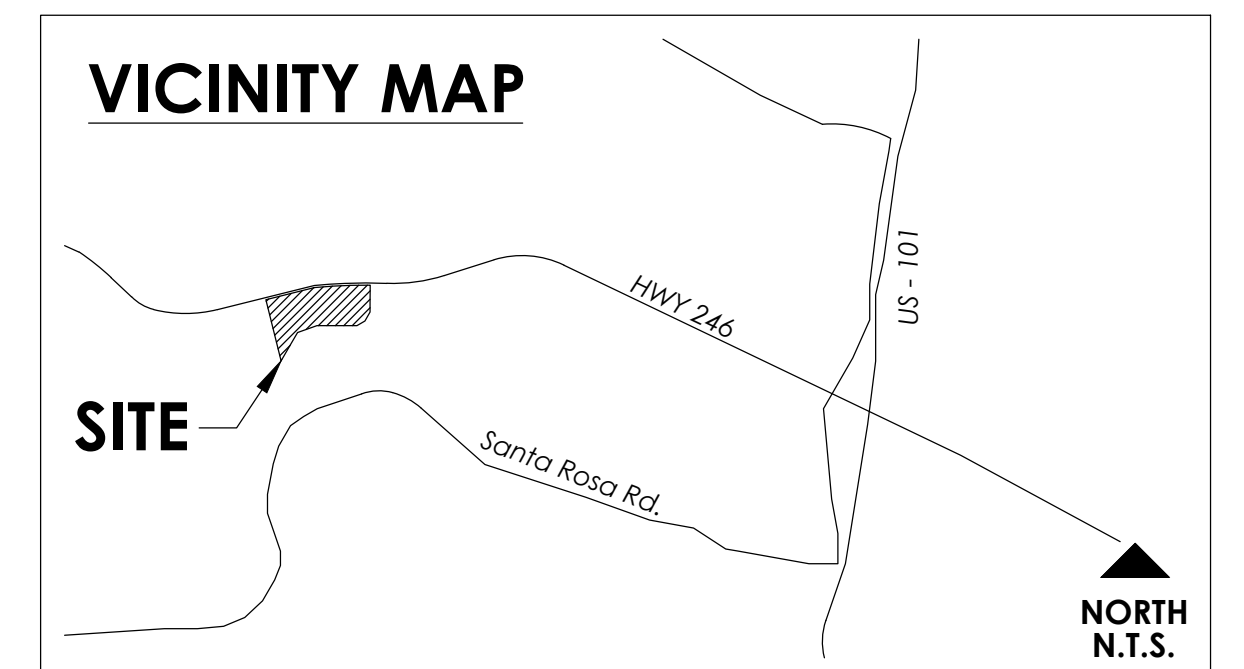 VICINITY MAP
US - 101
HWY 246
SITE
Santa Rosa Rd.
NORTH
N.T.S.